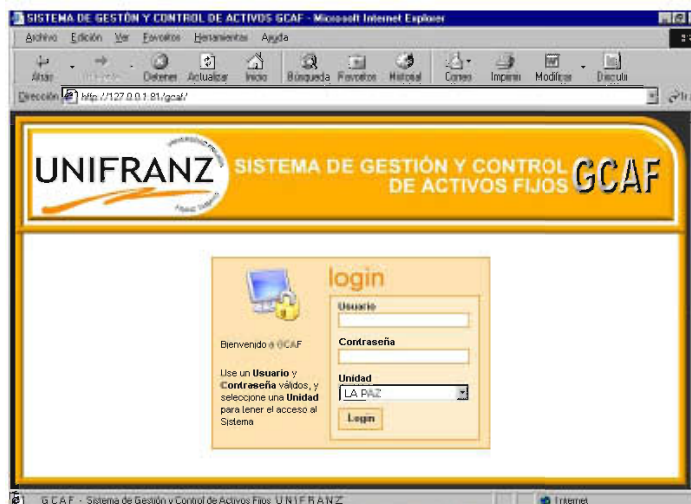 SISTEMA DE GESTÓN Y CONTROL DE ACTIVOS GCAF - Microsoft Internet Explorer
Archivo Edición Ver Favoritos Herramientas Ayuda
Atrás Detener Actualizar Inicio Búsqueda Favoritos Historial Correo Imprimir Modificar Discutir
Dirección http://127.0.0.1:81/gcaf/
UNIFRANZ
SISTEMA DE GESTIÓN Y CONTROL
DE ACTIVOS FIJOS
GCAF
login
Usuario
Bienvenido a GCAF
Contraseña
Use un Usuario y
Contraseña válidos, y
seleccione una Unidad
para tener el acceso al
Sistema
Unidad
LA PAZ
Login
G C A F - Sistema de Gestión y Control de Activos Fijos U N I F R A N Z
Internet